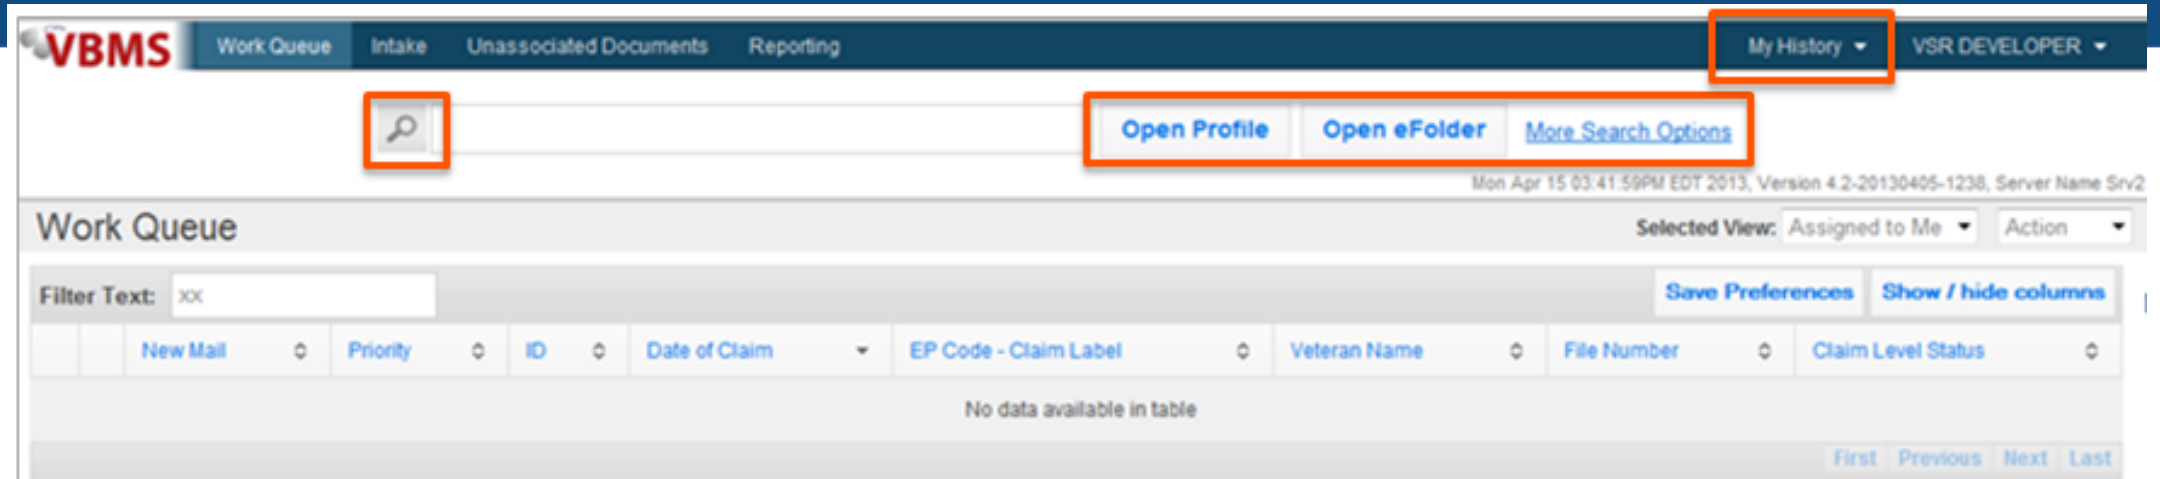 VBMS Work Queue Intake Unassociated Documents Reporting My History VSR DEVELOPER
Open Profile Open eFolder More Search Options
Mon Apr 15 03:41:59PM EDT 2013, Version 4.2-20130405-1238, Server Name Srv2
Work Queue Selected View: Assigned to Me Action
Filter Text: xx Save Preferences Show / hide columns
New Mail Priority ID Date of Claim EP Code - Claim Label Veteran Name File Number Claim Level Status
No data available in table
First Previous Next Last